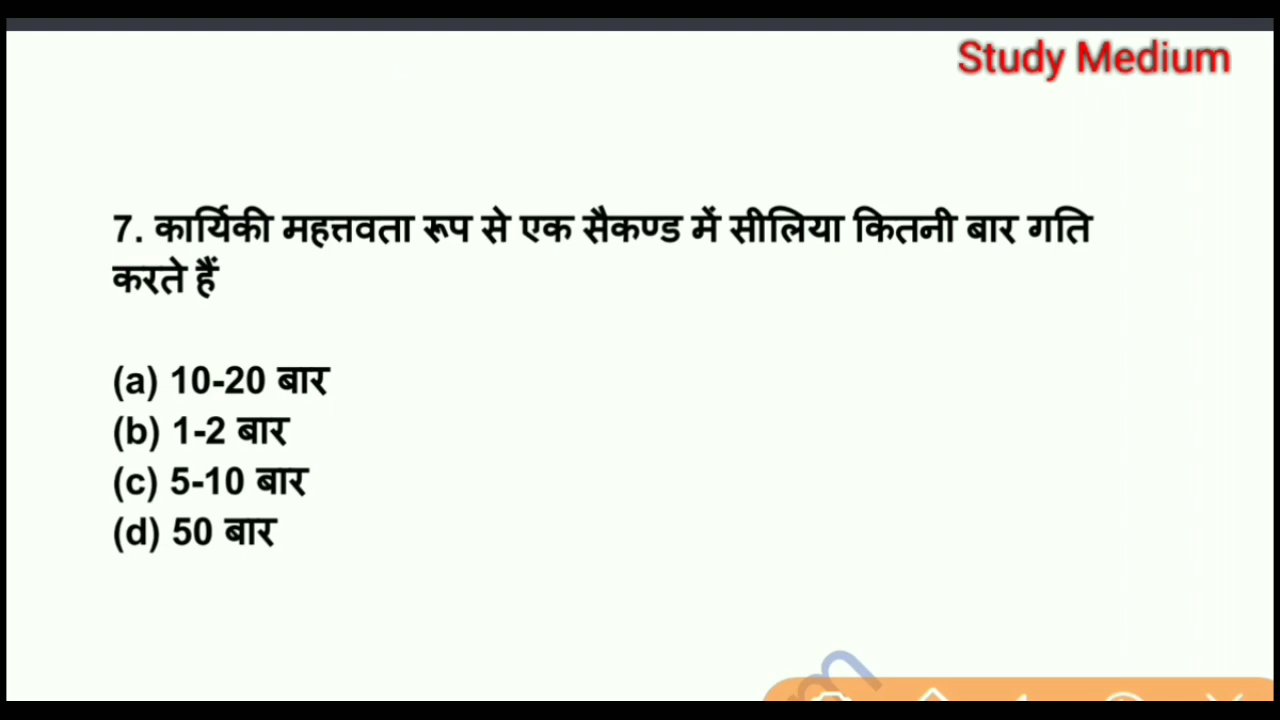 Study Medium
7. कार्यिकी महत्तवता रूप से एक सैकण्ड में सीलिया कितनी बार गति
करते हैं
(a) 10-20 बार
(b) 1-2 बार
(c) 5-10 बार
(d) 50 बार